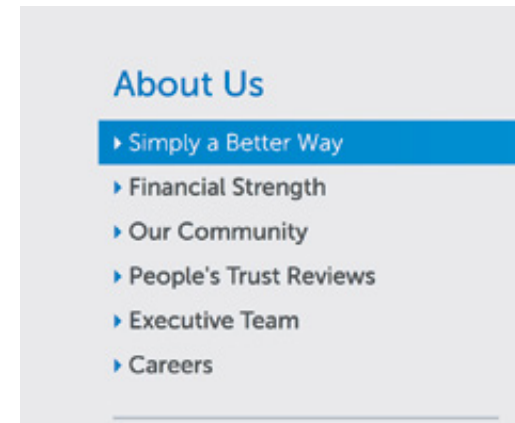 About Us
Simply a Better Way
Financial Strength
Our Community
People's Trust Reviews
Executive Team
Careers